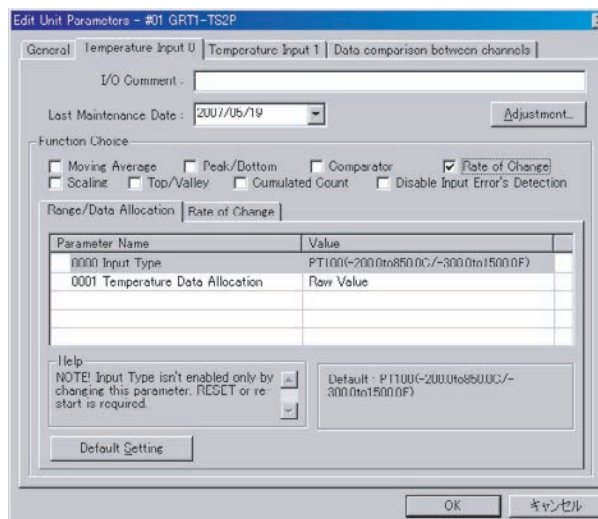 Edit Unit Parameters - #01 GRT1-TS2P
General Temperature Input 0 Temperature Input 1 Data comparison between channels
I/O Comment :
Last Maintenance Date : 2007/05/19 Adjustment...
Function Choice
Moving Average Peak/Bottom Comparator Rate of Change
Scaling Top/Valley Cumulated Count Disable Input Error's Detection
Range/Data Allocation Rate of Change
Parameter Name Value
0000 Input Type PT100(-200.0to850.0C/-300.0to1500.0F)
0001 Temperature Data Allocation Raw Value
Help
NOTE! Input Type isn't enabled only by
changing this parameter. RESET or re-
start is required.
Default : PT100(-200.0to850.0C/-
300.0to1500.0F)
Default Setting
OK キャンセル